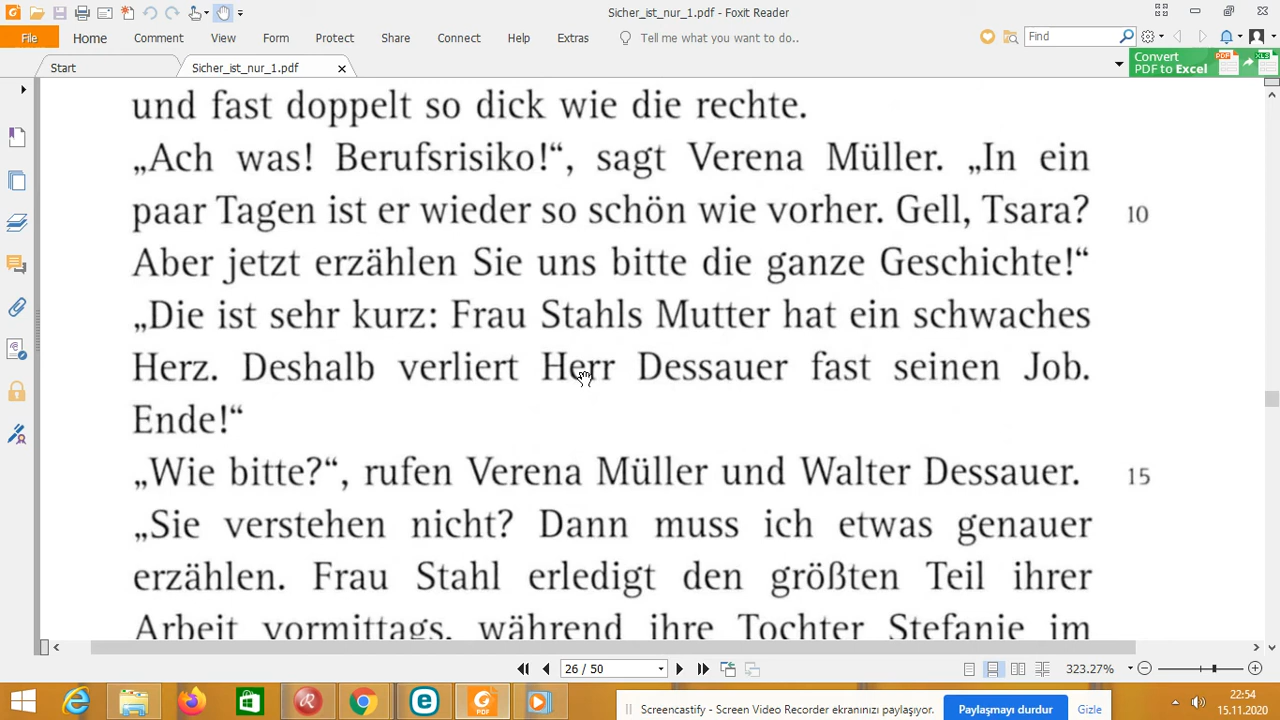 Sicher_ist_nur_1.pdf - Foxit Reader
File Home Comment View Form Protect Share Connect Help Extras Tell me what you want to do.. Find
Start Sicher_ist_nur_1.pdf
Convert
PDF to Excel
und fast doppelt so dick wie die rechte.
„Ach was! Berufsrisiko!“, sagt Verena Müller. „In ein
paar Tagen ist er wieder so schön wie vorher. Gell, Tsara? 10
Aber jetzt erzählen Sie uns bitte die ganze Geschichte!“
„Die ist sehr kurz: Frau Stahls Mutter hat ein schwaches
Herz. Deshalb verliert Herr Dessauer fast seinen Job.
Ende!“
„Wie bitte?“, rufen Verena Müller und Walter Dessauer. 15
„Sie verstehen nicht? Dann muss ich etwas genauer
erzählen. Frau Stahl erledigt den größten Teil ihrer
Arbeit vormittags, während ihre Tochter Stefanie im
26 / 50 323.27%
Screencastify - Screen Video Recorder ekranınızı paylaşıyor. Paylaşmayı durdur Gizle
22:54
15.11.2020